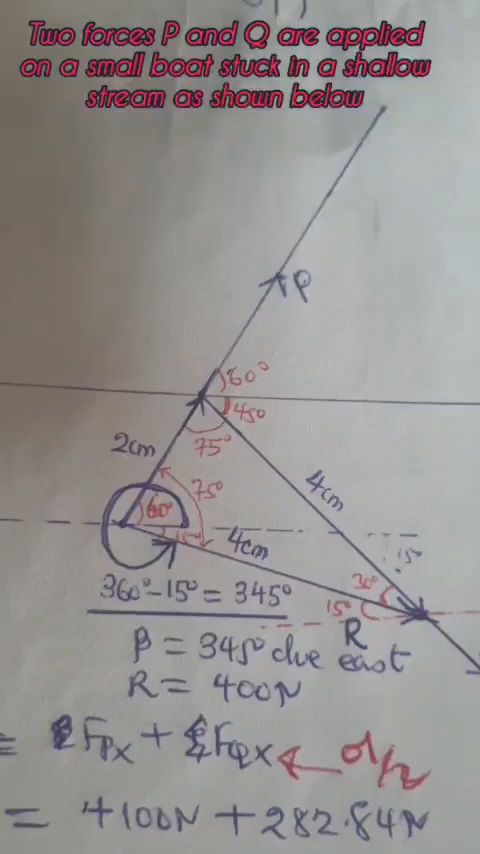 Two forces P and Q are applied
on a small boat stuck in a shallow
stream as shown below
P
60°
45°
75°
2cm
75°
4cm
60°
15°
4cm
15°
30°
360° - 15° = 345°
15°
R
β = 345° due east
R = 400N
= ΣFPx + ΣFQx
= +100N + 282.84N